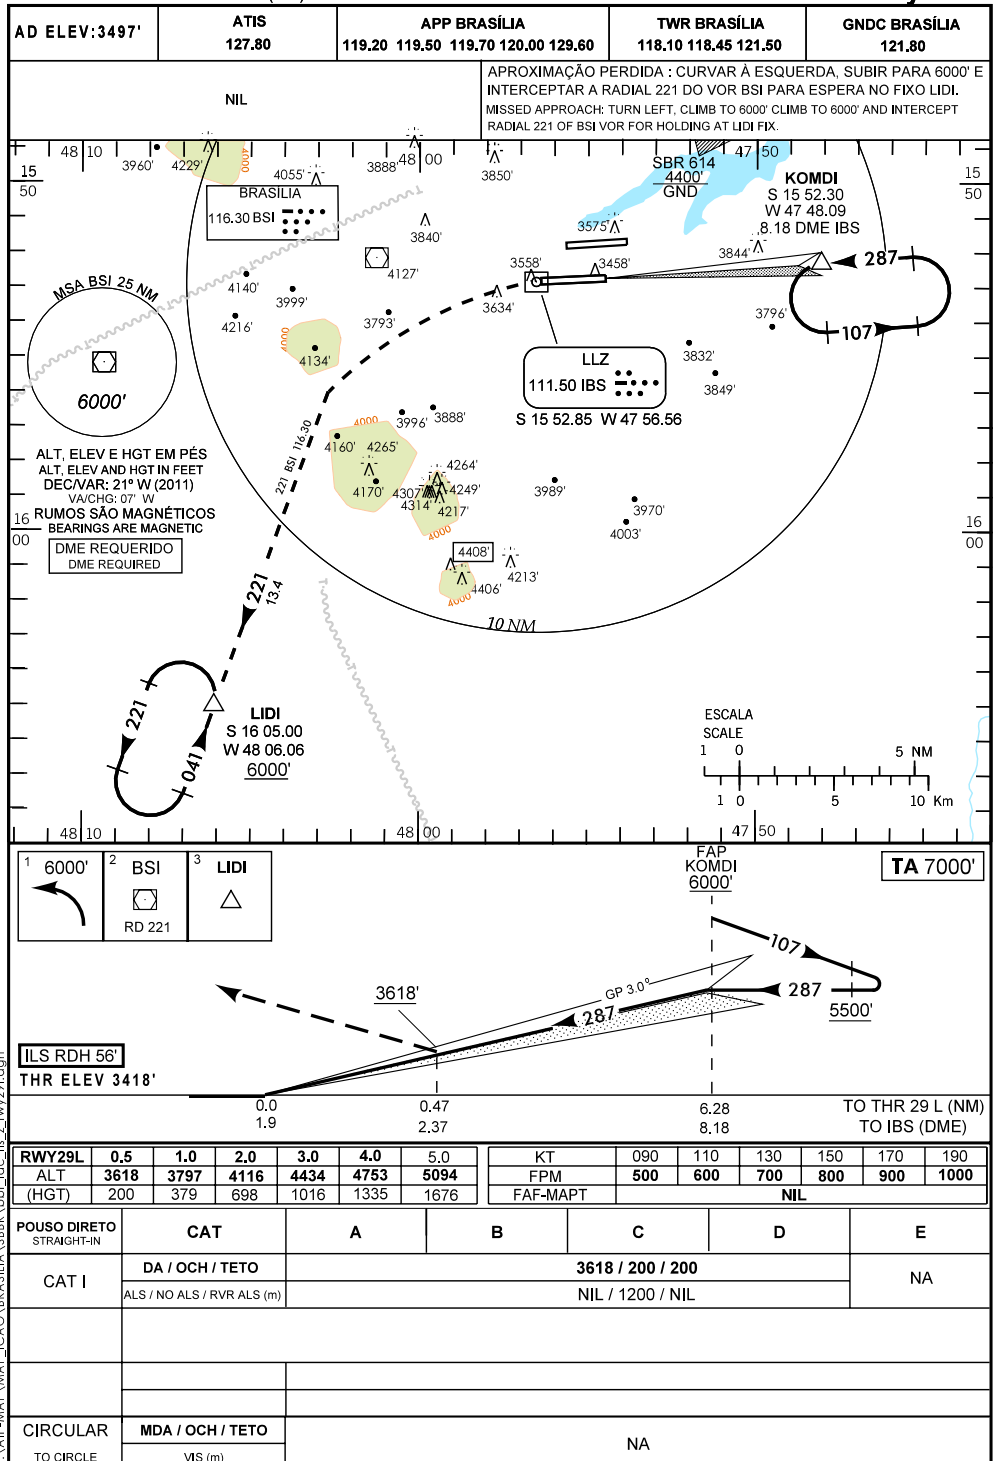 AD ELEV:3497'
ATIS
127.80
APP BRASÍLIA
119.20 119.50 119.70 120.00 129.60
TWR BRASÍLIA
118.10 118.45 121.50
GNDC BRASÍLIA
121.80
NIL
APROXIMAÇÃO PERDIDA : CURVAR À ESQUERDA, SUBIR PARA 6000' E
INTERCEPTAR A RADIAL 221 DO VOR BSI PARA ESPERA NO FIXO LIDI.
MISSED APPROACH: TURN LEFT, CLIMB TO 6000' CLIMB TO 6000' AND INTERCEPT
RADIAL 221 OF BSI VOR FOR HOLDING AT LIDI FIX.
48 10
48 00
47 50
15
50
15
50
3960'
4229'
4000
4055'
3888'
3850'
SBR 614
4400'
GND
KOMDI
S 15 52.30
W 47 48.09
8.18 DME IBS
BRASÍLIA
116.30 BSI
3840'
3575'
3844'
4127'
3558'
3458'
287
4140'
3999'
3634'
MSA BSI 25 NM
4216'
3793'
3796'
107
4000
4134'
3832'
LLZ
111.50 IBS
3849'
6000'
S 15 52.85 W 47 56.56
3996'
3888'
4000
4160'
4265'
221 BSI 116.30
4264'
4170'
4307'
4249'
4314'
4217'
3989'
3970'
4003'
4000
ALT, ELEV E HGT EM PÉS
ALT, ELEV AND HGT IN FEET
DEC/VAR: 21° W (2011)
VA/CHG: 07' W
RUMOS SÃO MAGNÉTICOS
BEARINGS ARE MAGNETIC
16
00
16
00
DME REQUERIDO
DME REQUIRED
4408'
4213'
4406'
4000
221
13.4
10 NM
221
041
LIDI
S 16 05.00
W 48 06.06
6000'
ESCALA
SCALE
1 0 5 NM
1 0 5 10 Km
48 10
48 00
47 50
1 6000'
2 BSI
RD 221
3 LIDI
FAP
KOMDI
6000'
TA 7000'
107
3618'
GP 3.0°
287
287
5500'
ILS RDH 56'
THR ELEV 3418'
0.0 0.47 6.28 TO THR 29 L (NM)
1.9 2.37 8.18 TO IBS (DME)
RWY29L 0.5 1.0 2.0 3.0 4.0 5.0
ALT 3618 3797 4116 4434 4753 5094
(HGT) 200 379 698 1016 1335 1676
KT 090 110 130 150 170 190
FPM 500 600 700 800 900 1000
FAF-MAPT NIL
POUSO DIRETO
STRAIGHT-IN
CAT A B C D E
CAT I
DA / OCH / TETO
3618 / 200 / 200
NA
ALS / NO ALS / RVR ALS (m)
NIL / 1200 / NIL
CIRCULAR
TO CIRCLE
MDA / OCH / TETO
VIS (m)
NA